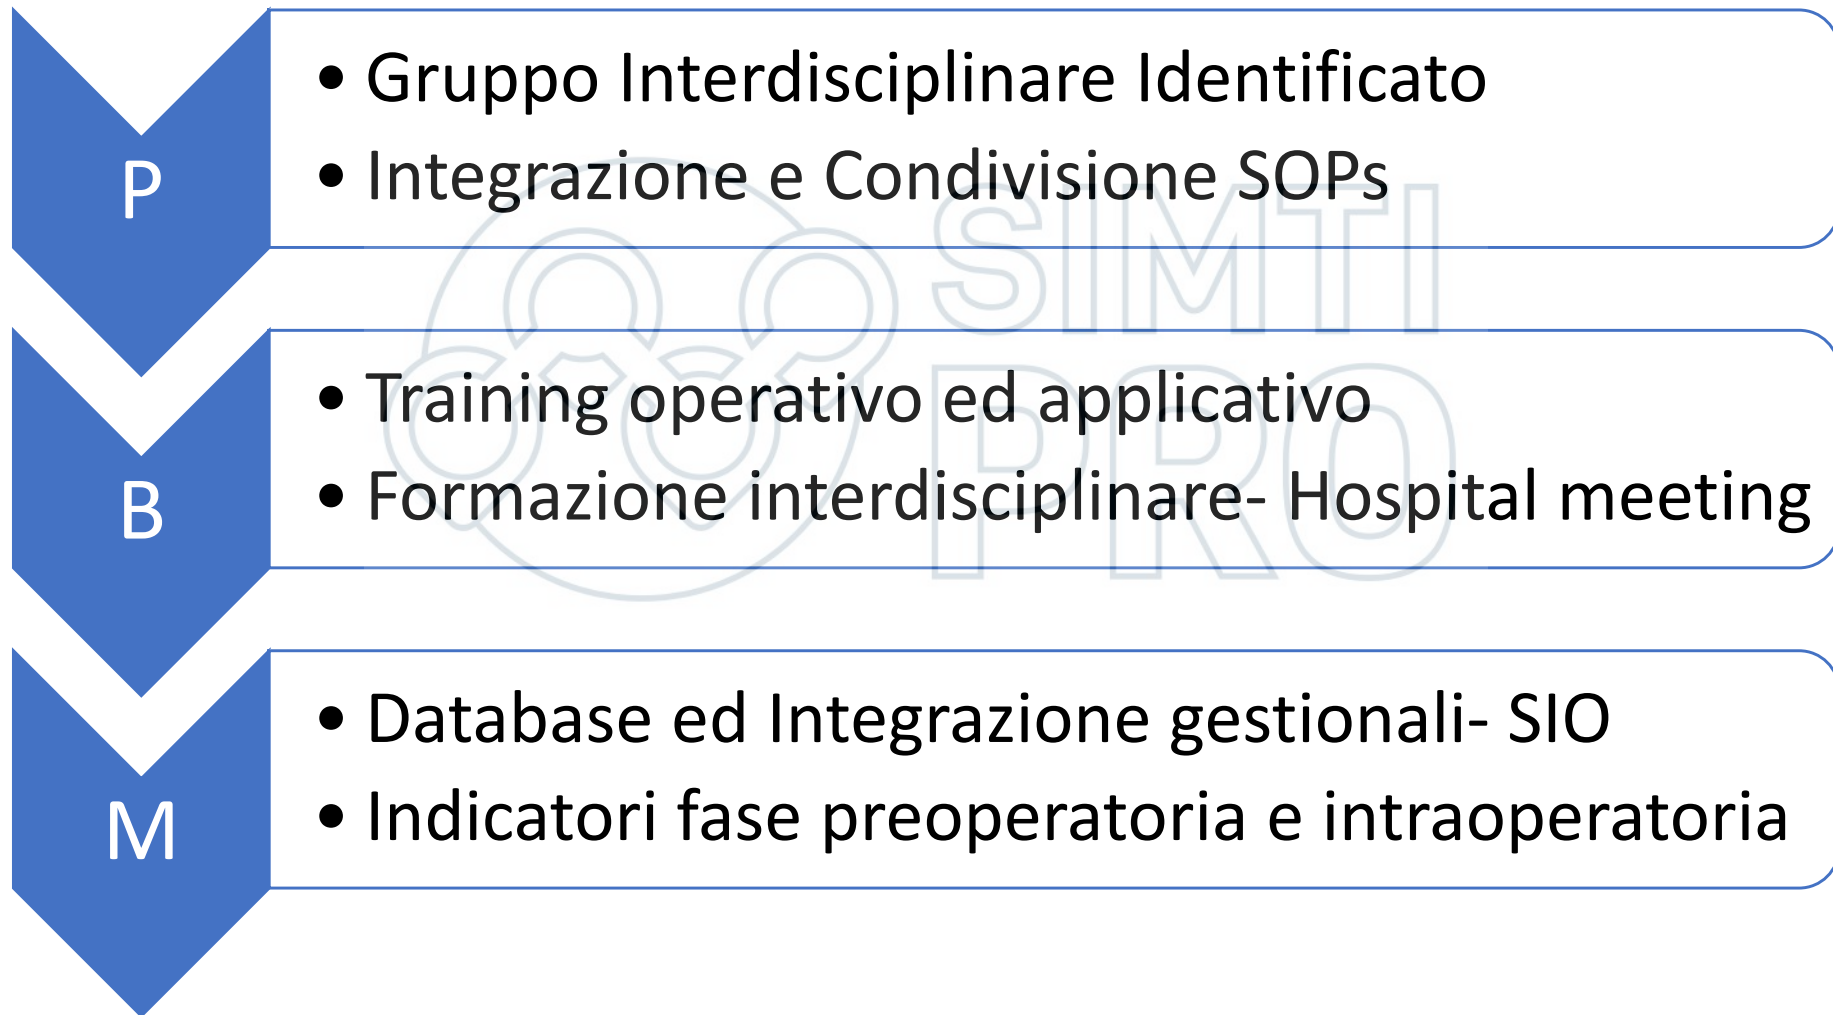 P
• Gruppo Interdisciplinare Identificato
• Integrazione e Condivisione SOPs
SIMTI
PRO
B
• Training operativo ed applicativo
• Formazione interdisciplinare- Hospital meeting
M
• Database ed Integrazione gestionali- SIO
• Indicatori fase preoperatoria e intraoperatoria